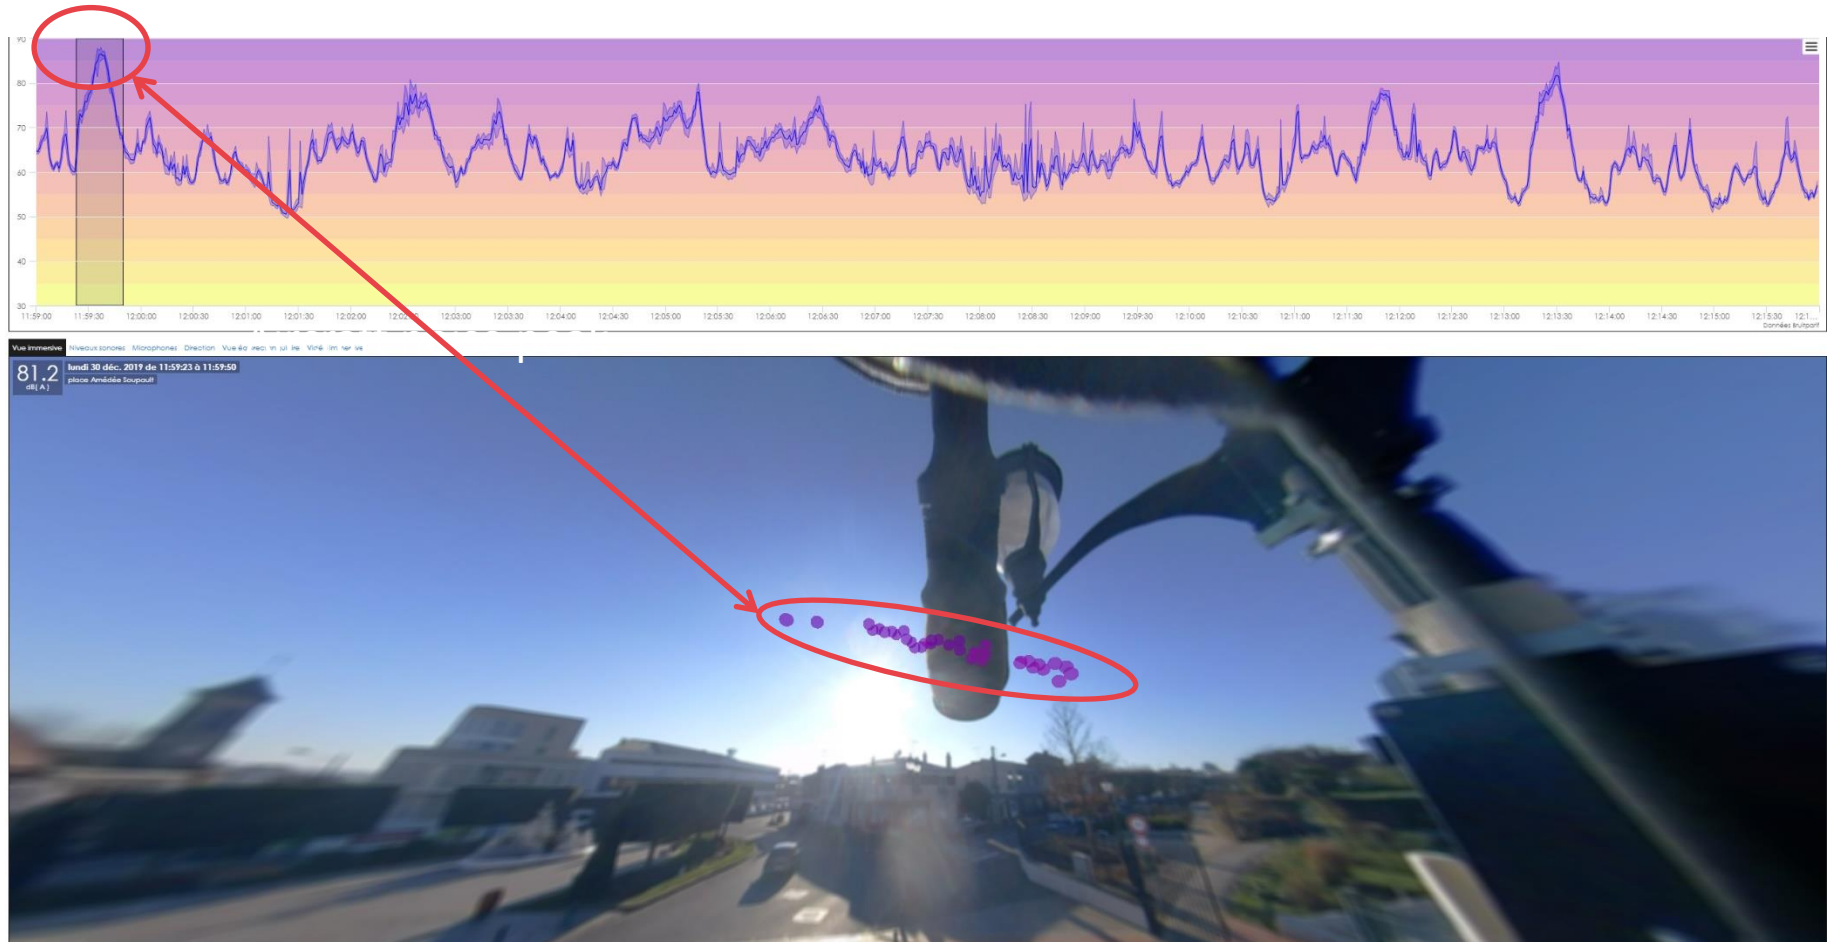 90
80
70
60
50
40
30
11:59:00 11:59:30 12:00:00 12:00:30 12:01:00 12:01:30 12:02:00 12:03:00 12:03:30 12:04:00 12:04:30 12:05:00 12:05:30 12:06:00 12:06:30 12:07:00 12:07:30 12:08:00 12:08:30 12:09:00 12:09:30 12:10:00 12:10:30 12:11:00 12:11:30 12:12:00 12:12:30 12:13:00 12:13:30 12:14:00 12:14:30 12:15:00 12:15:30 12:1...
Données Bruitparif
Vue immersive Niveaux sonores Microphones Direction
81.2
dB( A )
lundi 30 déc. 2019 de 11:59:23 à 11:59:50
place Amédée Soupault